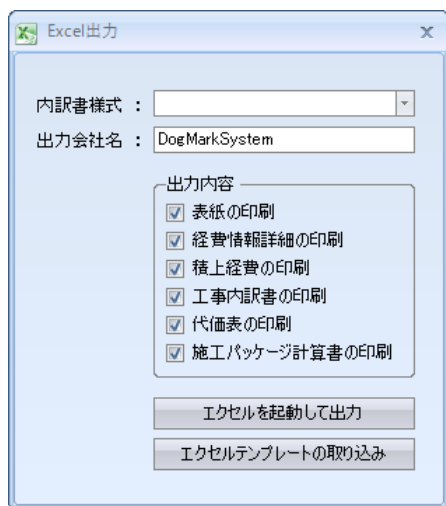 Excel出力
内訳書様式 :
出力会社名 : DogMarkSystem
出力内容
表紙の印刷
経費情報詳細の印刷
積上経費の印刷
工事内訳書の印刷
代価表の印刷
施工パッケージ計算書の印刷
エクセルを起動して出力
エクセルテンプレートの取り込み